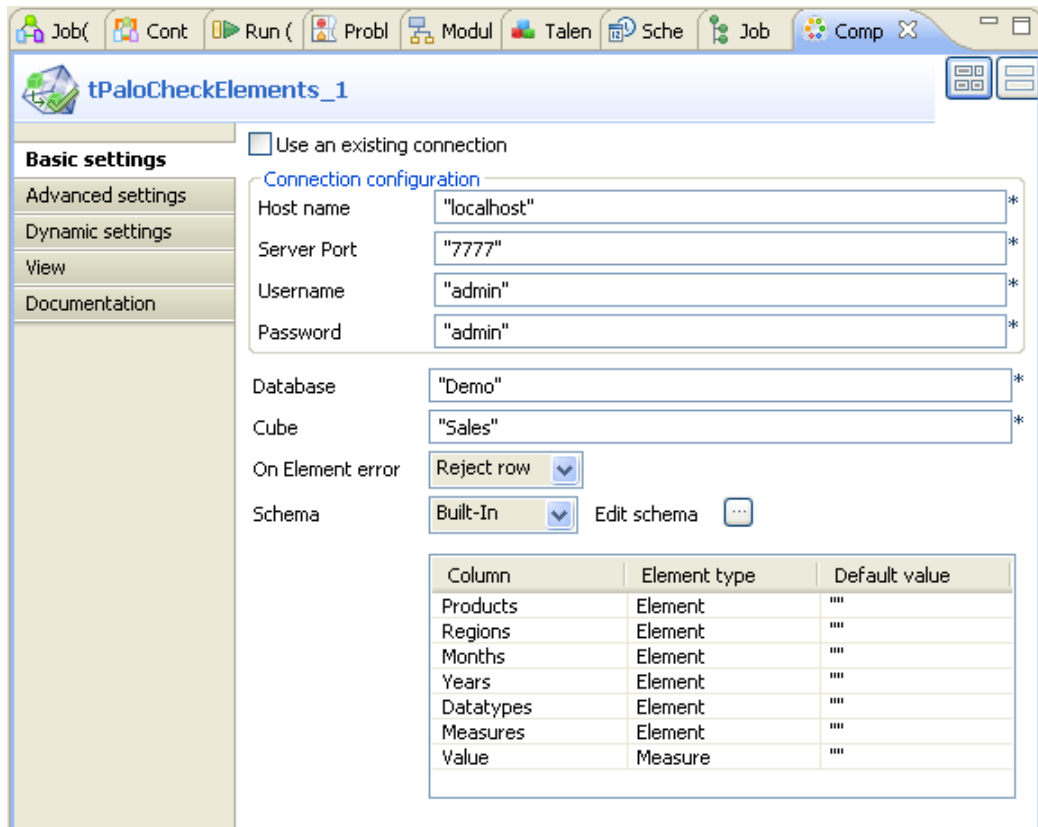 Job( Cont Run ( Probl Modul Talen Sche Job Comp
tPaloCheckElements_1
Basic settings
Advanced settings
Dynamic settings
View
Documentation
Use an existing connection
Connection configuration
Host name "localhost" *
Server Port "7777" *
Username "admin" *
Password "admin" *
Database "Demo" *
Cube "Sales" *
On Element error Reject row
Schema Built-In Edit schema ...
Column Element type Default value
Products Element ""
Regions Element ""
Months Element ""
Years Element ""
Datatypes Element ""
Measures Element ""
Value Measure ""